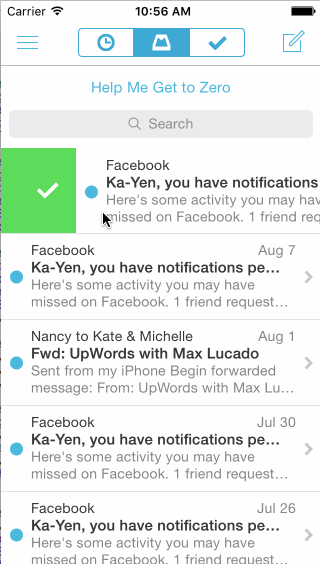 Carrier 10:56 AM
Help Me Get to Zero
Search
Facebook
Ka-Yen, you have notifications
Here's some activity you may hav
missed on Facebook. 1 friend req
Facebook Aug 7
Ka-Yen, you have notifications pe...
Here's some activity you may have
missed on Facebook. 1 friend request...
Nancy to Kate & Michelle Aug 1
Fwd: UpWords with Max Lucado
Sent from my iPhone Begin forwarded
message: From: UpWords with Max Lu...
Facebook Jul 30
Ka-Yen, you have notifications pe...
Here's some activity you may have
missed on Facebook. 1 friend request...
Facebook Jul 26
Ka-Yen, you have notifications pe...
Here's some activity you may have
missed on Facebook. 1 friend request...